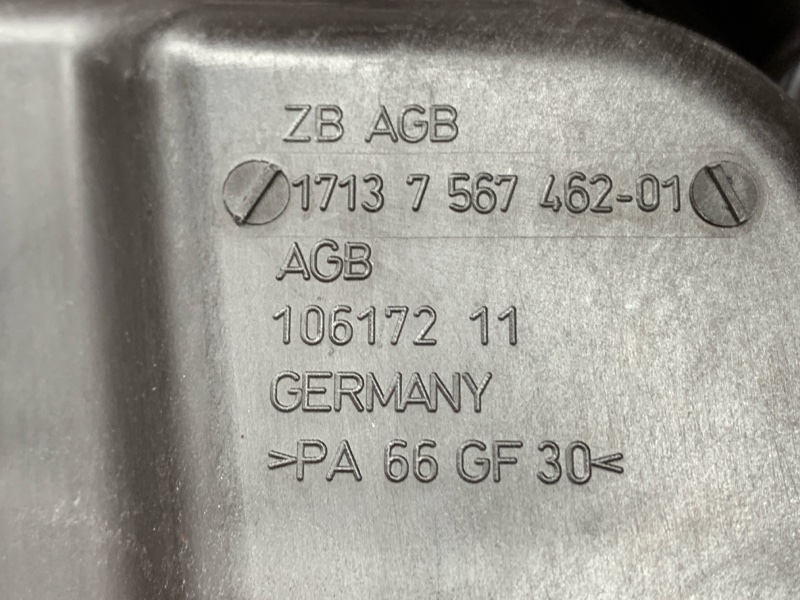 ZB AGB
1713 7 567 462-01
AGB
106172 11
GERMANY
>PA 66 GF 30<